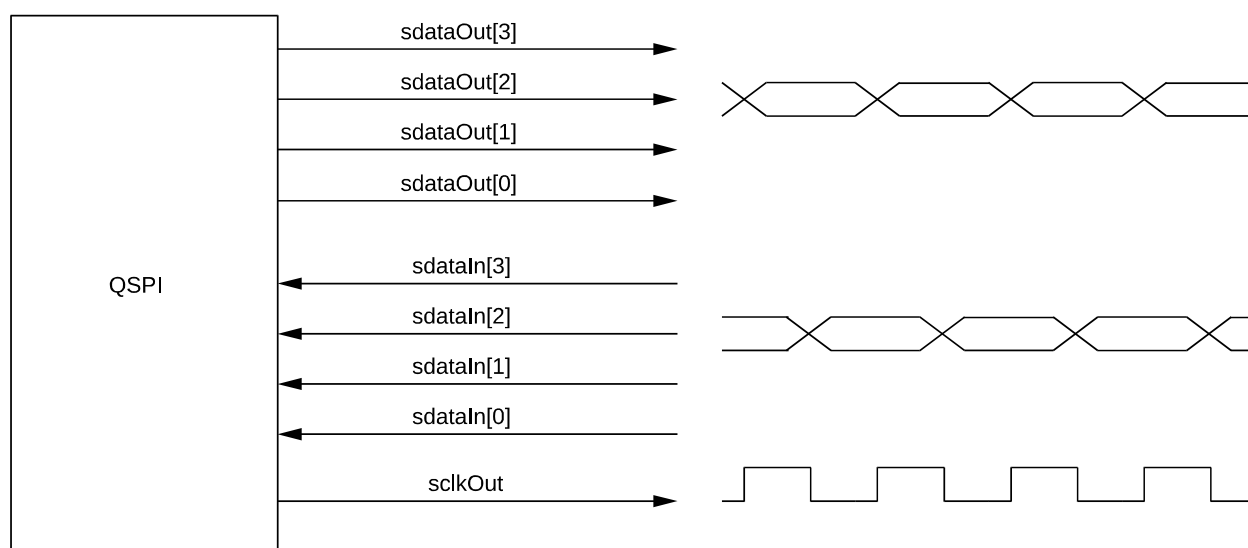 sdataOut[3]
sdataOut[2]
sdataOut[1]
sdataOut[0]
QSPI
sdataIn[3]
sdataIn[2]
sdataIn[1]
sdataIn[0]
sclkOut